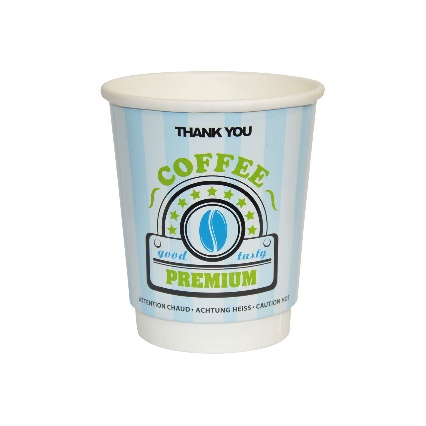 THANK YOU
COFFEE
good tasty
PREMIUM
ATTENTION CHAUD • ACHTUNG HEISS • CAUTION HOT